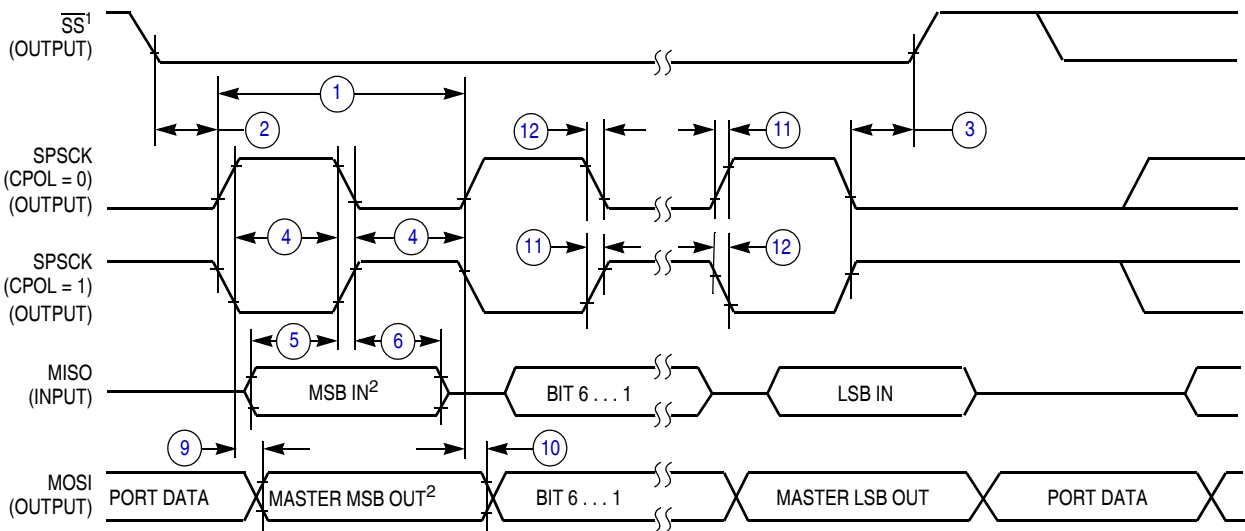 SS¹
(OUTPUT)
1
2
12
11
3
SPSCK
(CPOL = 0)
(OUTPUT)
4
4
11
12
SPSCK
(CPOL = 1)
(OUTPUT)
5
6
MISO
(INPUT)
MSB IN²
BIT 6 . . . 1
LSB IN
9
10
MOSI
(OUTPUT)
PORT DATA
MASTER MSB OUT²
BIT 6 . . . 1
MASTER LSB OUT
PORT DATA